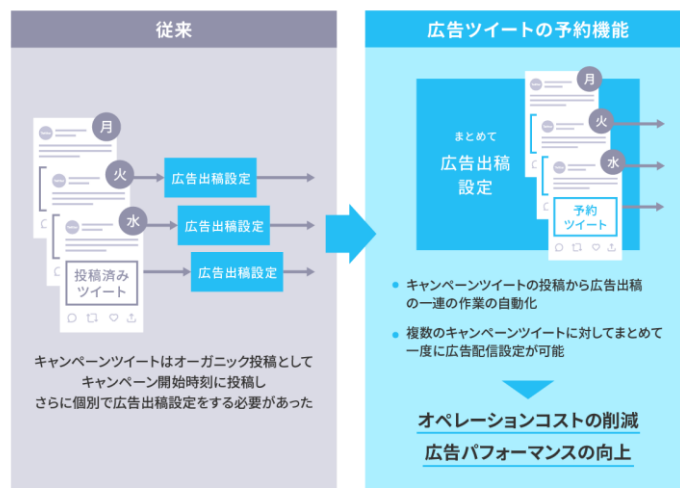 従来
月
火
広告出稿設定
水
広告出稿設定
投稿済み
ツイート
広告出稿設定
キャンペーンツイートはオーガニック投稿として
キャンペーン開始時刻に投稿し
さらに個別で広告出稿設定をする必要があった
広告ツイートの予約機能
まとめて
広告出稿
設定
月
火
水
予約
ツイート
キャンペーンツイートの投稿から広告出稿
の一連の作業の自動化
複数のキャンペーンツイートに対してまとめて
一度に広告配信設定が可能
オペレーションコストの削減
広告パフォーマンスの向上